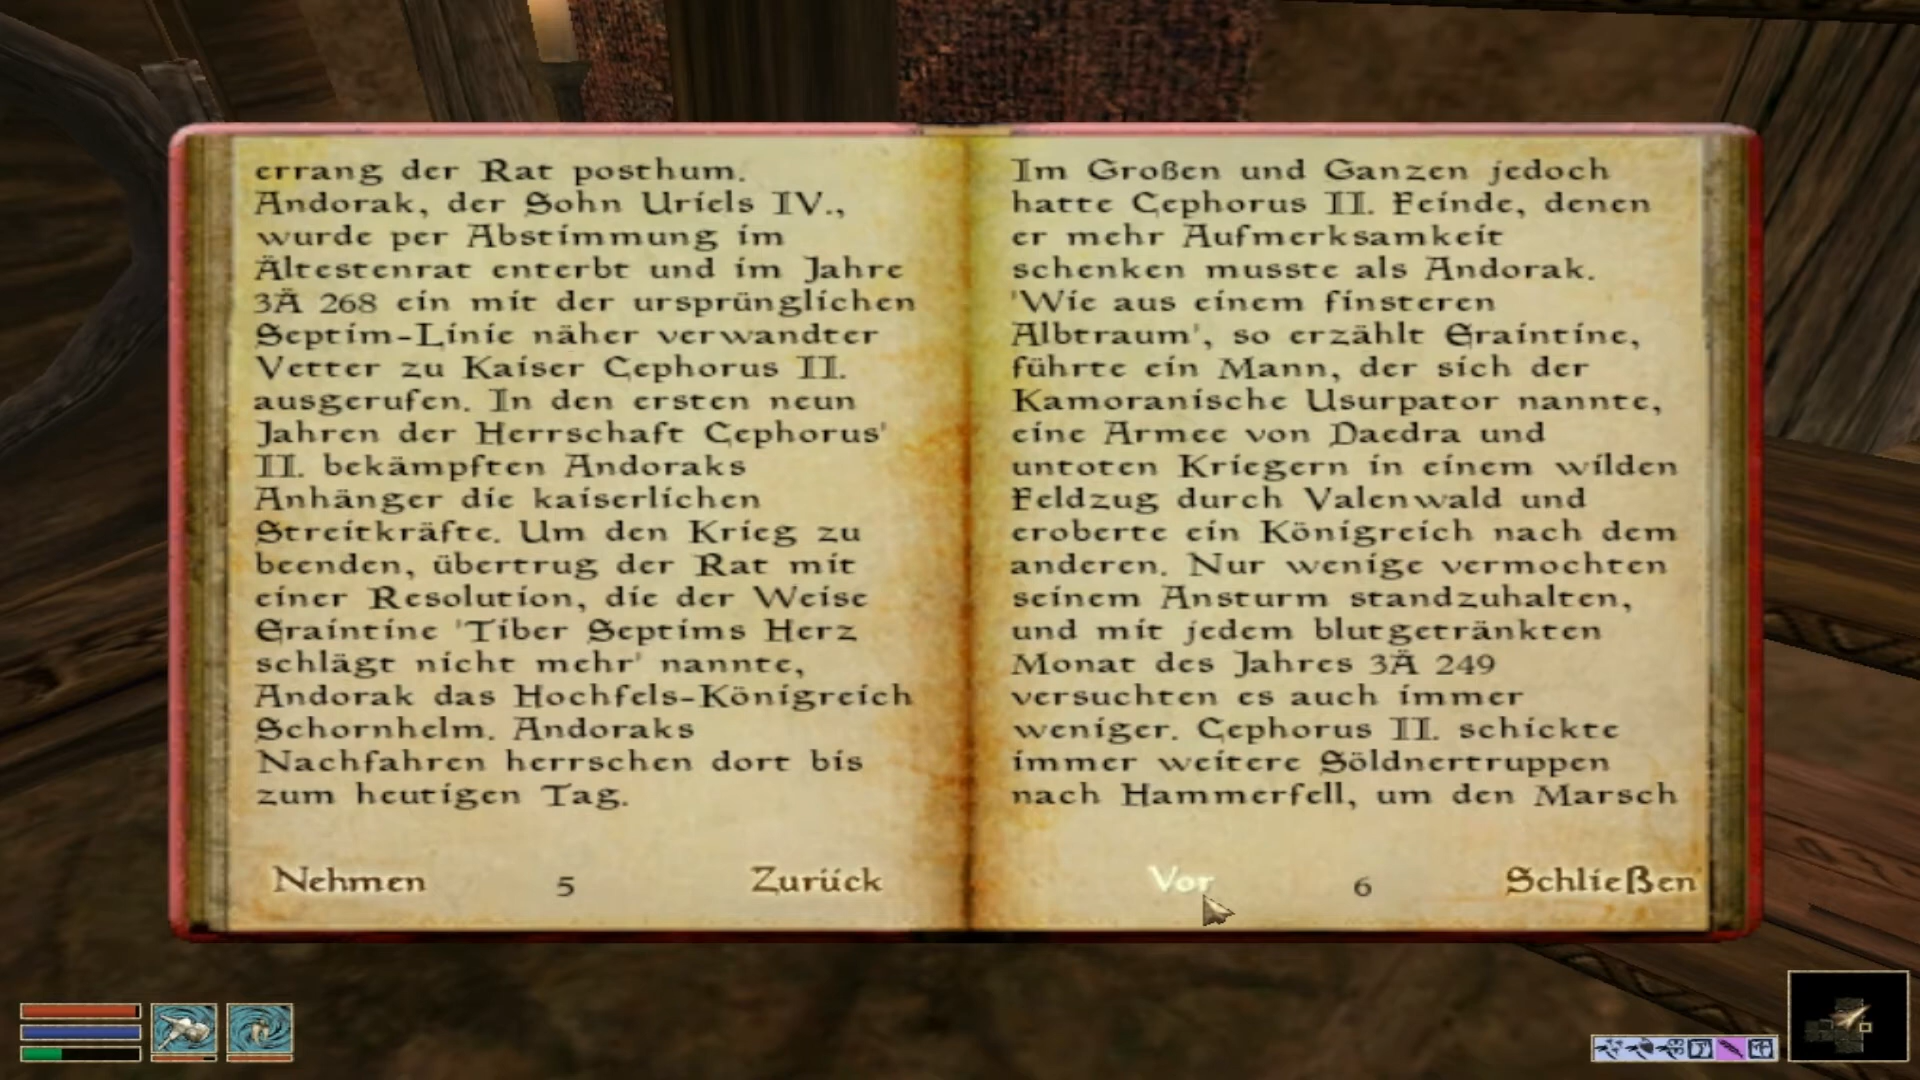 errang der Rat posthum.
Andorak, der Sohn Uriels IV.,
wurde per Abstimmung im
Ältestenrat enterbt und im Jahre
3Ä 268 ein mit der ursprünglichen
Septim-Linie näher verwandter
Vetter zu Kaiser Cephorus II.
ausgerufen. In den ersten neun
Jahren der Herrschaft Cephorus'
II. bekämpften Andoraks
Anhänger die kaiserlichen
Streitkräfte. Um den Krieg zu
beenden, übertrug der Rat mit
einer Resolution, die der Weise
Eraintine 'Tiber Septims Herz
schlägt nicht mehr' nannte,
Andorak das Hochfels-Königreich
Schornhelm. Andoraks
Nachfahren herrschen dort bis
zum heutigen Tag.
Im Großen und Ganzen jedoch
hatte Cephorus II. Feinde, denen
er mehr Aufmerksamkeit
schenken musste als Andorak.
'Wie aus einem finsteren
Albtraum', so erzählt Eraintine,
führte ein Mann, der sich der
Kamoranische Usurpator nannte,
eine Armee von Daedra und
untoten Kriegern in einem wilden
Feldzug durch Valenwald und
eroberte ein Königreich nach dem
anderen. Nur wenige vermochten
seinem Ansturm standzuhalten,
und mit jedem blutgetränkten
Monat des Jahres 3Ä 249
versuchten es auch immer
weniger. Cephorus II. schickte
immer weitere Söldnertruppen
nach Hammerfell, um den Marsch
Nehmen 5 Zurück Vor 6 Schließen